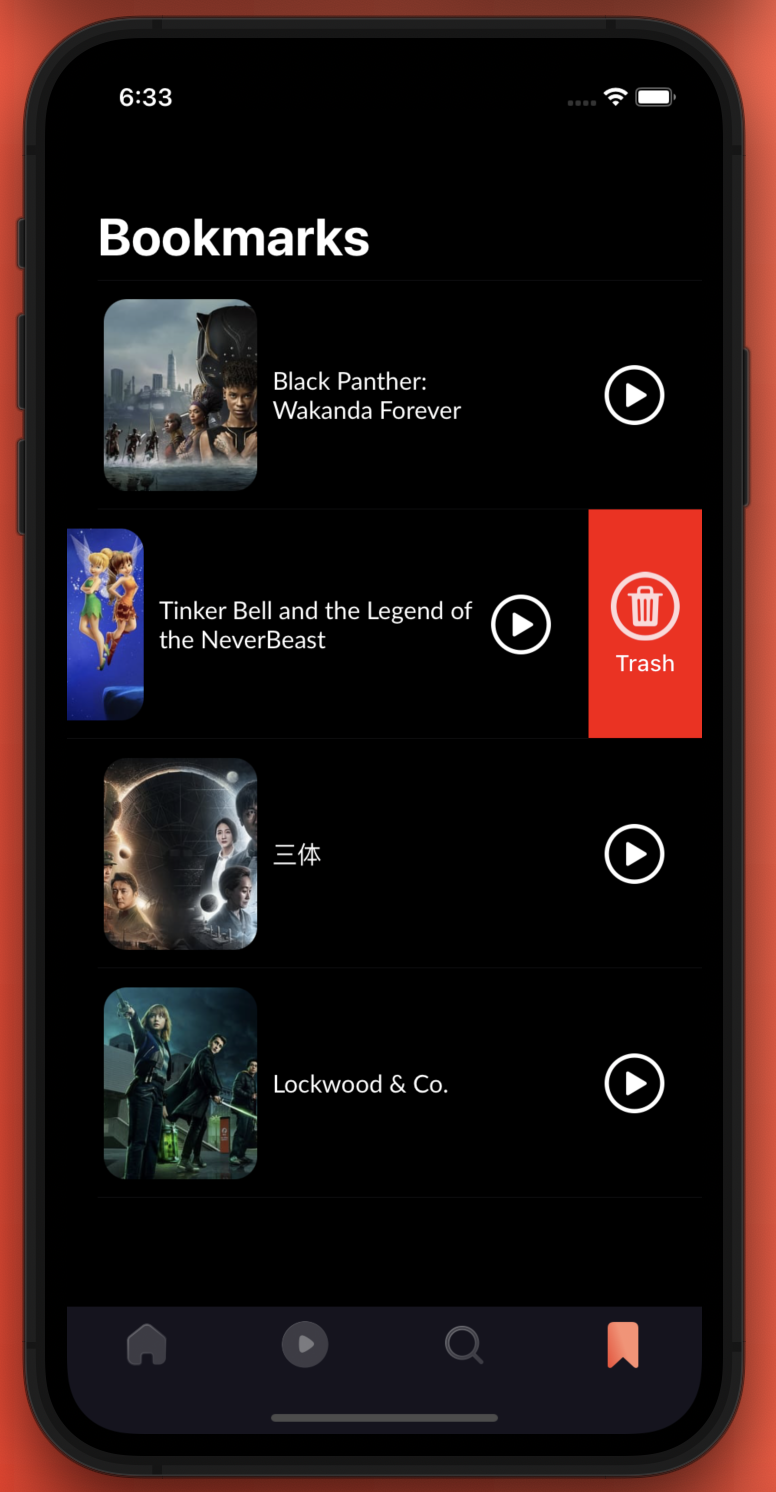 6:33
Bookmarks
Black Panther:
Wakanda Forever
Tinker Bell and the Legend of
the NeverBeast
Trash
三体
Lockwood & Co.